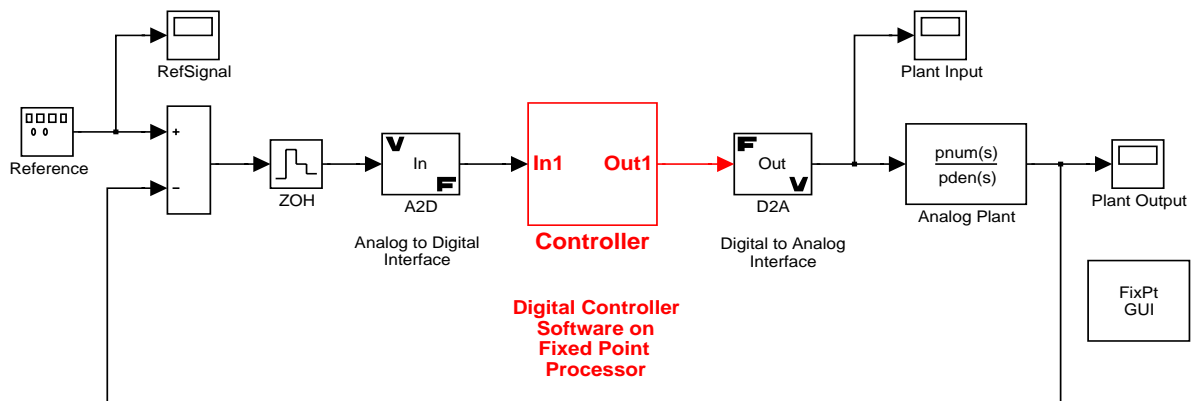 RefSignal
Plant Input
Reference
+
−
ZOH
V
In
F
A2D
Analog to Digital
Interface
In1
Out1
Controller
Digital Controller
Software on
Fixed Point
Processor
F
Out
V
D2A
Digital to Analog
Interface
pnum(s)
pden(s)
Analog Plant
Plant Output
FixPt
GUI